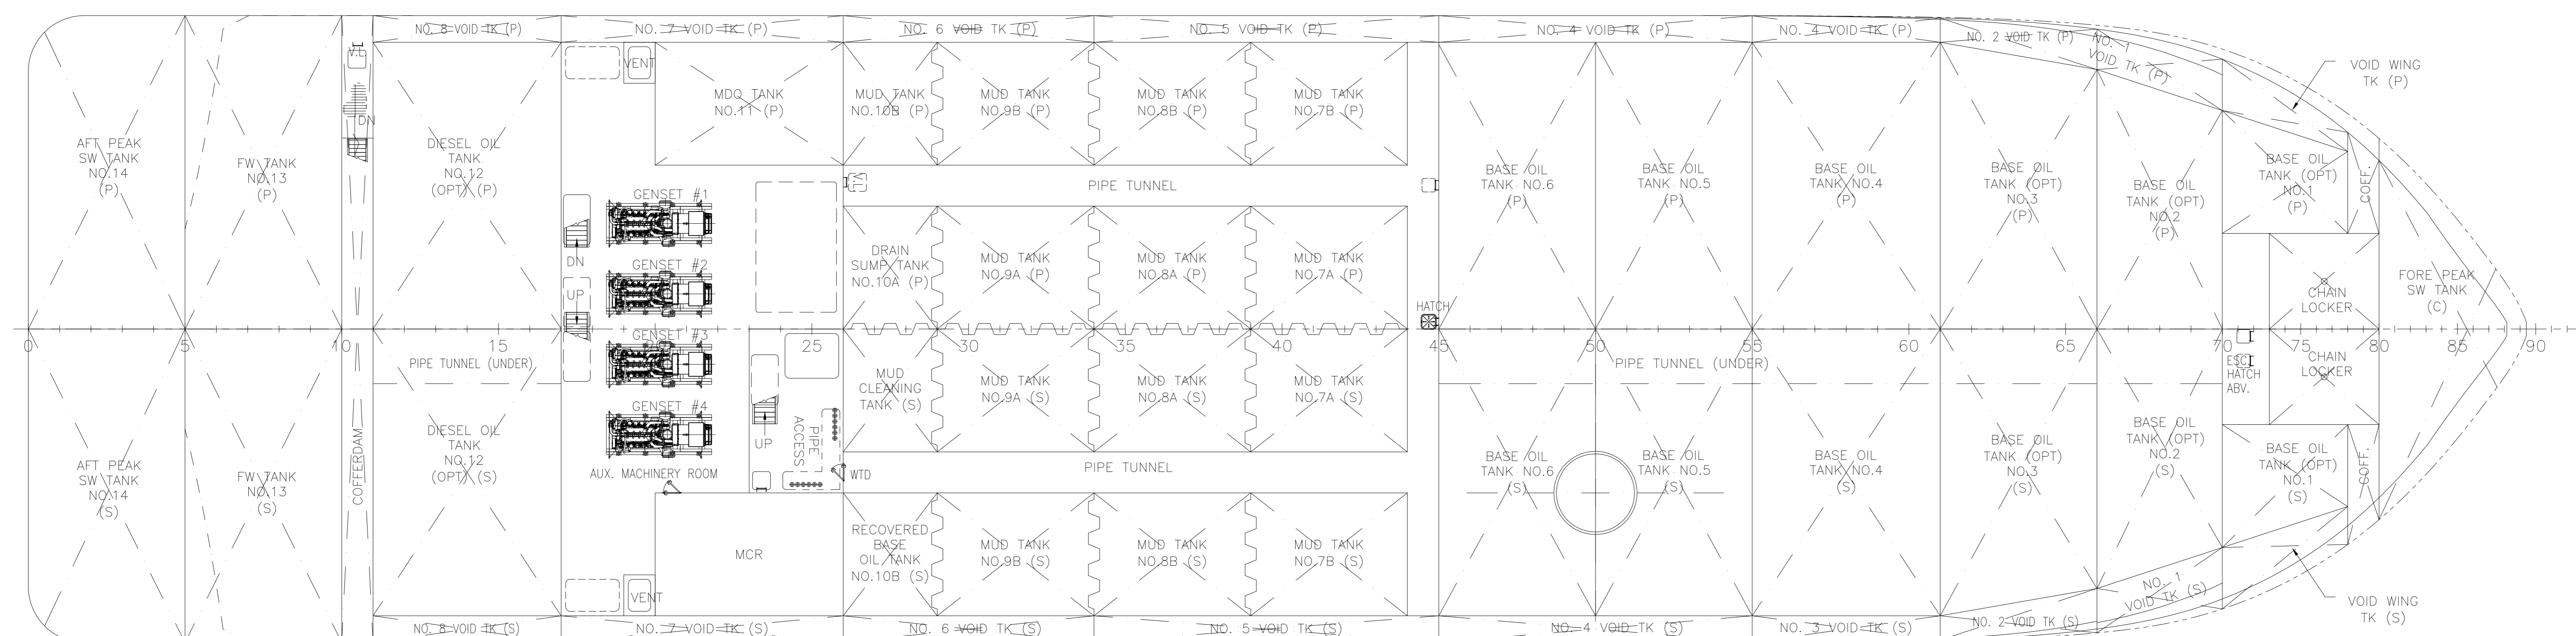 NO. 8 VOID TK (P)
NO. 7 VOID TK (P)
NO. 6 VOID TK (P)
NO. 5 VOID TK (P)
NO. 4 VOID TK (P)
NO. 4 VOID TK (P)
NO. 2 VOID TK (P)
NO. 1
VOID TK (P)
VOID WING
TK (P)
VENT
DN
AFT PEAK
SW TANK
NO.14
(P)
FW TANK
NO.13
(P)
DIESEL OIL
TANK
NO.12
(OPT) (P)
MDO TANK
NO.11 (P)
MUD TANK
NO.10B (P)
MUD TANK
NO.9B (P)
MUD TANK
NO.8B (P)
MUD TANK
NO.7B (P)
PIPE TUNNEL
BASE OIL
TANK NO.6
(P)
BASE OIL
TANK NO.5
(P)
BASE OIL
TANK NO.4
(P)
BASE OIL
TANK (OPT)
NO.3
(P)
BASE OIL
TANK (OPT)
NO.2
(P)
BASE OIL
TANK (OPT)
NO.1
(P)
COFF.
GENSET #1
DN
GENSET #2
UP
DRAIN
SUMP TANK
NO.10A (P)
MUD TANK
NO.9A (P)
MUD TANK
NO.8A (P)
MUD TANK
NO.7A (P)
HATCH
CHAIN
LOCKER
FORE PEAK
SW TANK
(C)
GENSET #3
0
5
10
15
25
30
35
40
45
50
55
60
65
70
75
80
85
90
PIPE TUNNEL (UNDER)
PIPE TUNNEL (UNDER)
ESC.
HATCH
ABV.
CHAIN
LOCKER
MUD
CLEANING
TANK (S)
MUD TANK
NO.9A (S)
MUD TANK
NO.8A (S)
MUD TANK
NO.7A (S)
GENSET #4
UP
PIPE
ACCESS
WTD
AUX. MACHINERY ROOM
PIPE TUNNEL
COFFERDAM
AFT PEAK
SW TANK
NO.14
(S)
FW TANK
NO.13
(S)
DIESEL OIL
TANK
NO.12
(OPT) (S)
BASE OIL
TANK NO.6
(S)
BASE OIL
TANK NO.5
(S)
BASE OIL
TANK NO.4
(S)
BASE OIL
TANK (OPT)
NO.3
(S)
BASE OIL
TANK (OPT)
NO.2
(S)
BASE OIL
TANK (OPT)
NO.1
(S)
COFF.
MCR
RECOVERED
BASE
OIL TANK
NO.10B (S)
MUD TANK
NO.9B (S)
MUD TANK
NO.8B (S)
MUD TANK
NO.7B (S)
VENT
NO. 1
VOID TK (S)
VOID WING
TK (S)
NO. 8 VOID TK (S)
NO. 7 VOID TK (S)
NO. 6 VOID TK (S)
NO. 5 VOID TK (S)
NO. 4 VOID TK (S)
NO. 3 VOID TK (S)
NO. 2 VOID TK (S)